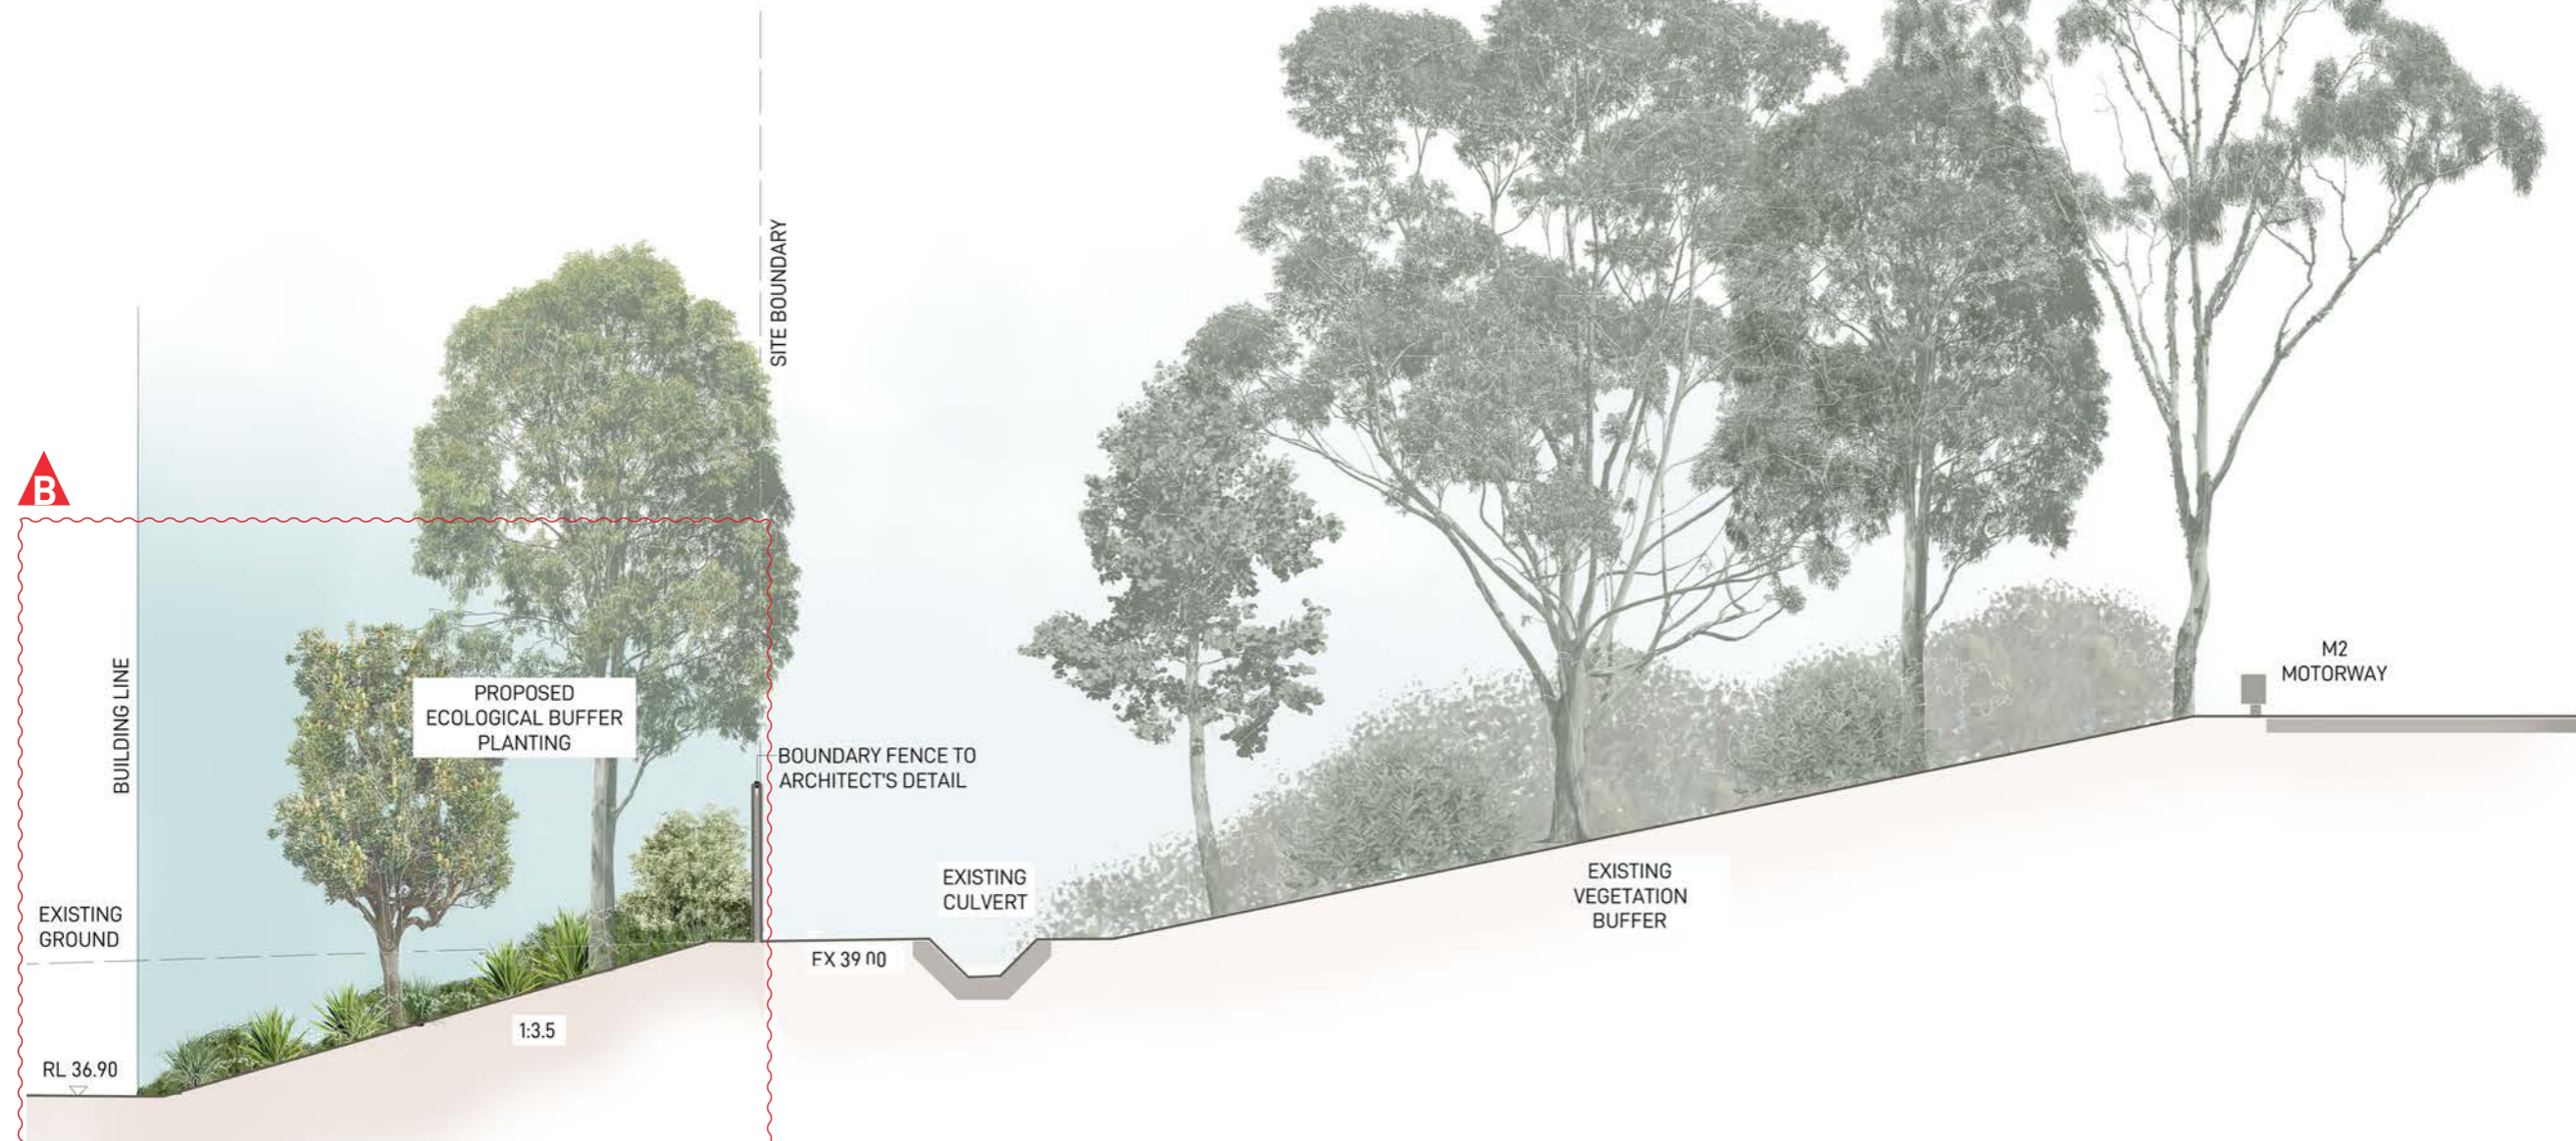 SITE BOUNDARY
B
BUILDING LINE
PROPOSED
ECOLOGICAL BUFFER
PLANTING
M2
MOTORWAY
BOUNDARY FENCE TO
ARCHITECT'S DETAIL
EXISTING
CULVERT
EXISTING
VEGETATION
BUFFER
EXISTING
GROUND
FX 39 00
1:3.5
RL 36.90